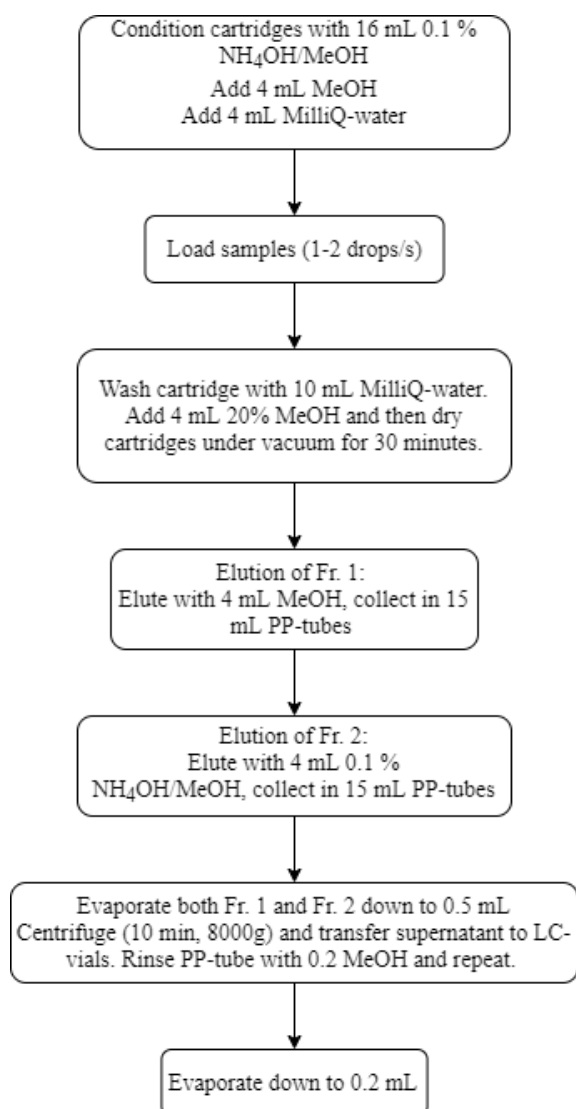 Condition cartridges with 16 mL 0.1 %
NH₄OH/MeOH
Add 4 mL MeOH
Add 4 mL MilliQ-water
Load samples (1-2 drops/s)
Wash cartridge with 10 mL MilliQ-water.
Add 4 mL 20% MeOH and then dry
cartridges under vacuum for 30 minutes.
Elution of Fr. 1:
Elute with 4 mL MeOH, collect in 15
mL PP-tubes
Elution of Fr. 2:
Elute with 4 mL 0.1 %
NH₄OH/MeOH, collect in 15 mL PP-tubes
Evaporate both Fr. 1 and Fr. 2 down to 0.5 mL
Centrifuge (10 min, 8000g) and transfer supernatant to LC-
vials. Rinse PP-tube with 0.2 MeOH and repeat.
Evaporate down to 0.2 mL